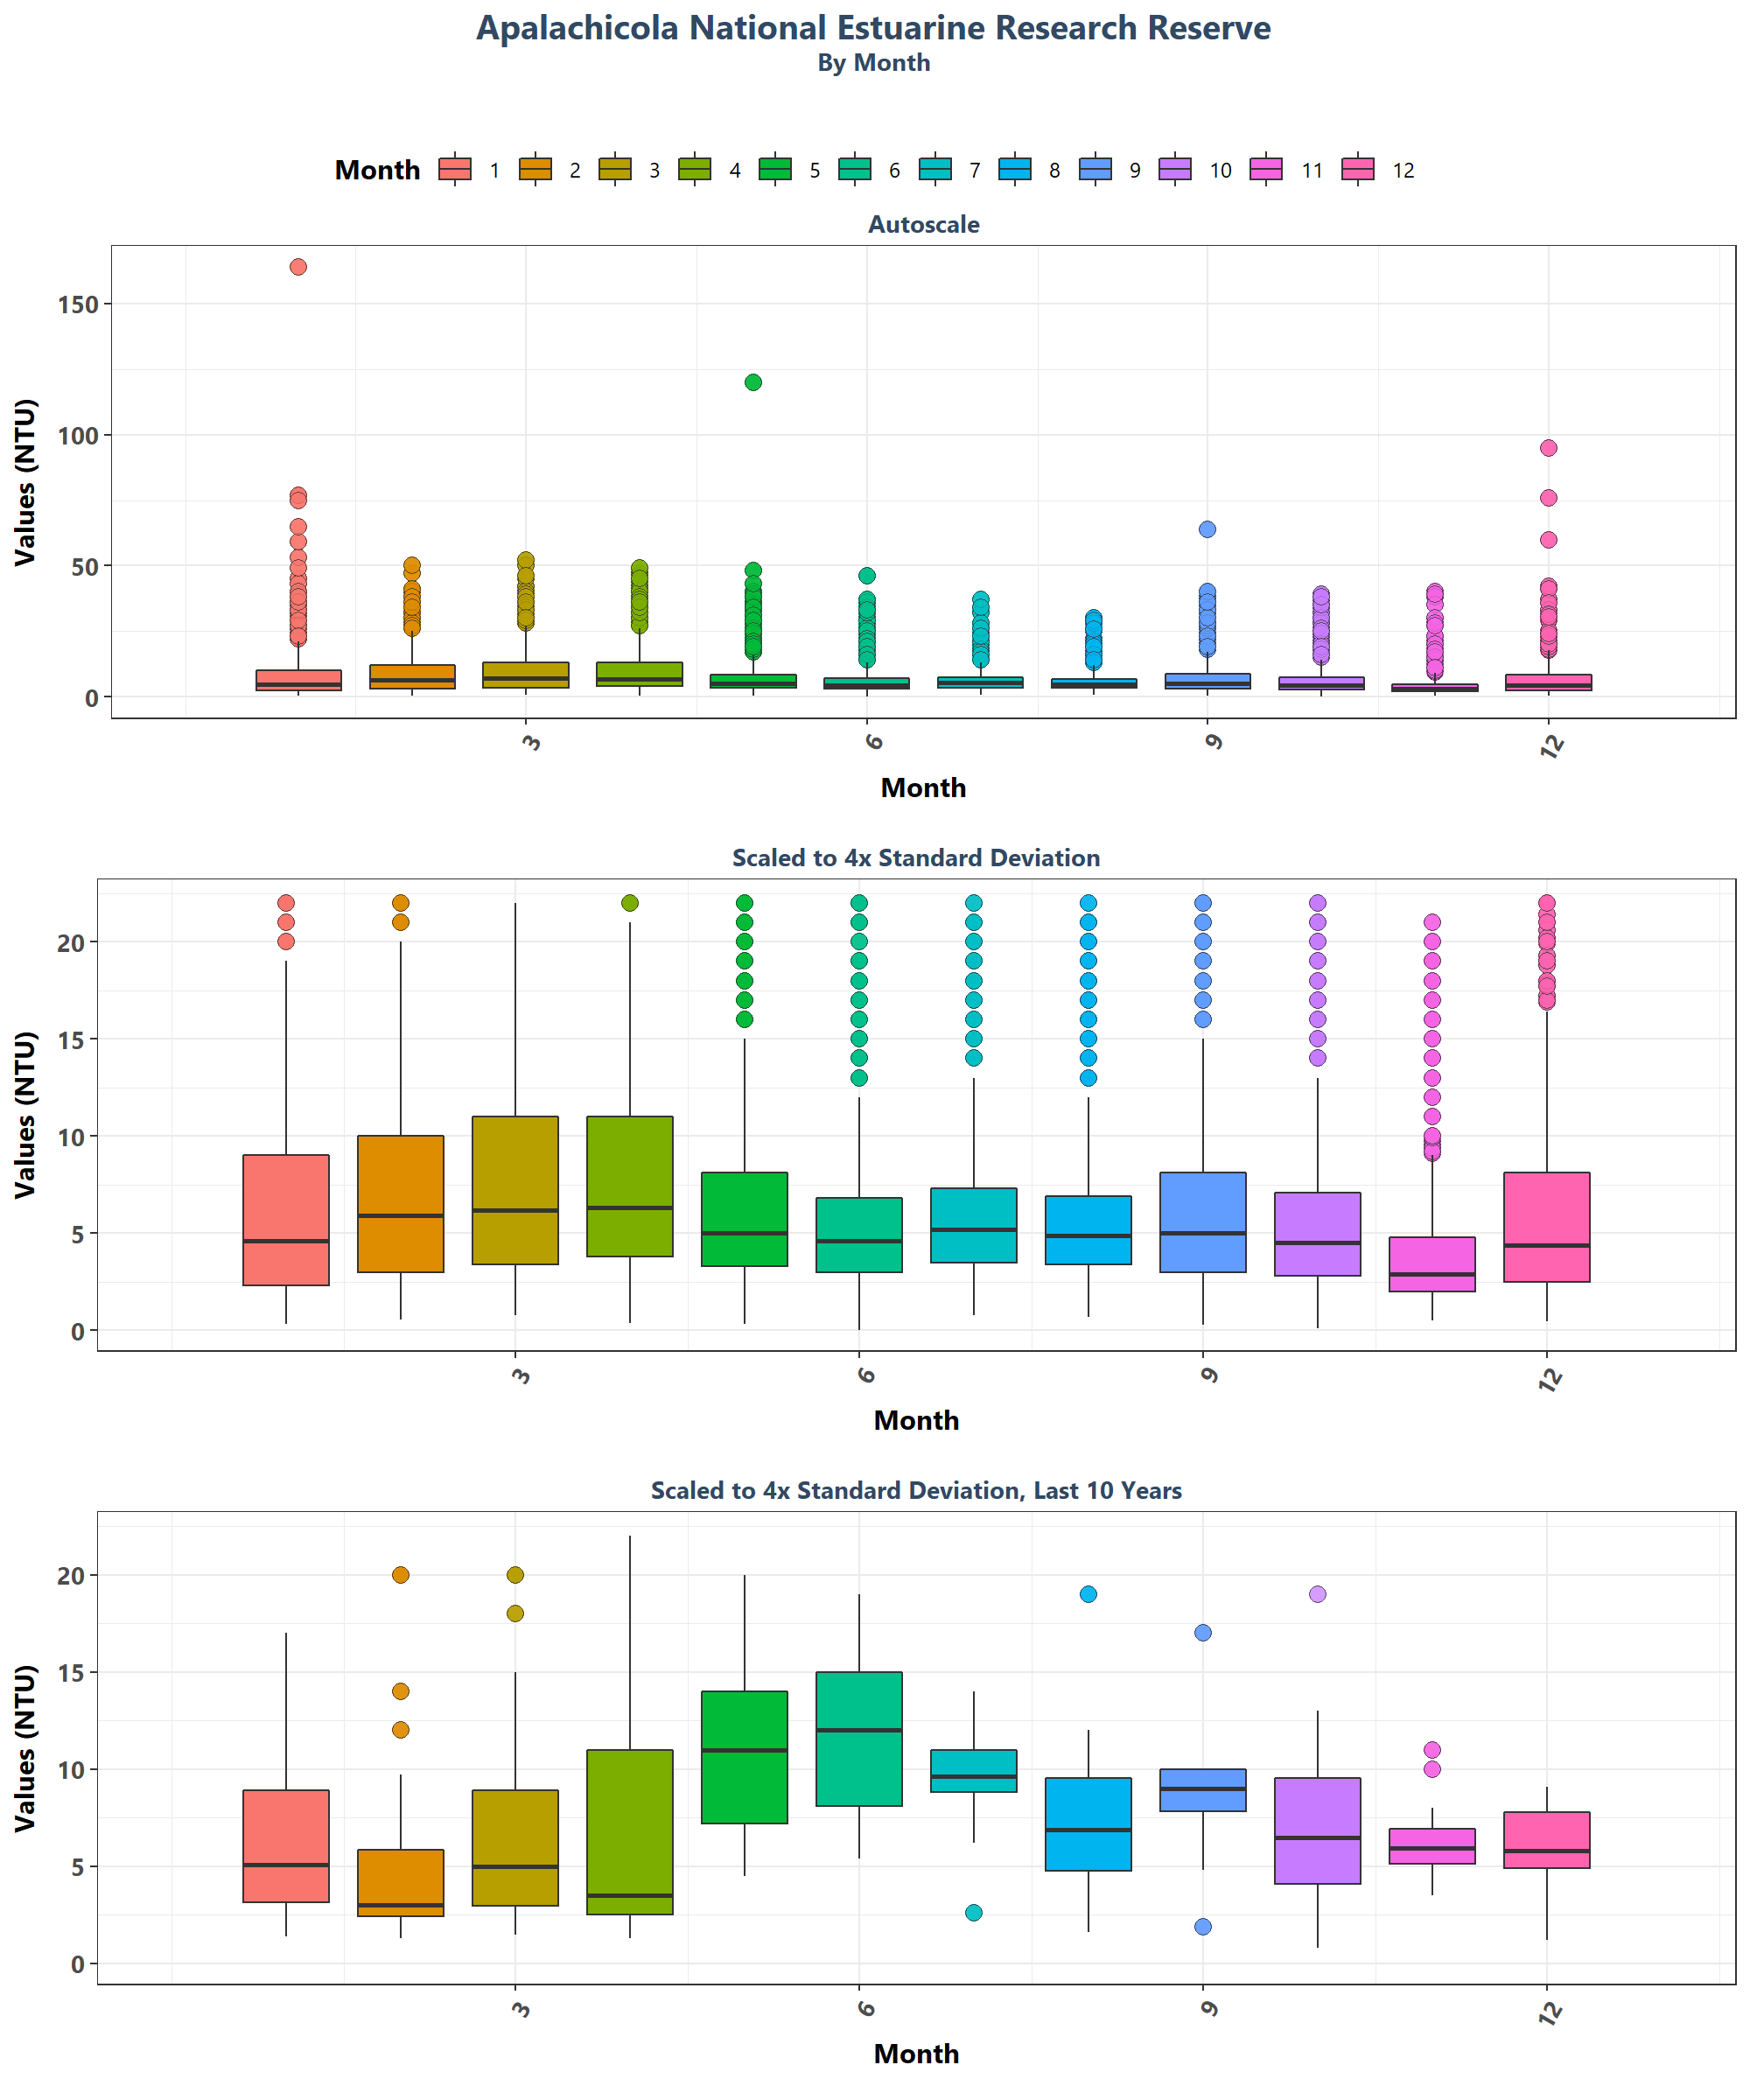 Apalachicola National Estuarine Research Reserve
By Month
Month 1 2 3 4 5 6 7 8 9 10 11 12
Autoscale
Values (NTU)
150
100
50
0
3 6 9 12
Month
Scaled to 4x Standard Deviation
Values (NTU)
20
15
10
5
0
3 6 9 12
Month
Scaled to 4x Standard Deviation, Last 10 Years
Values (NTU)
20
15
10
5
0
3 6 9 12
Month